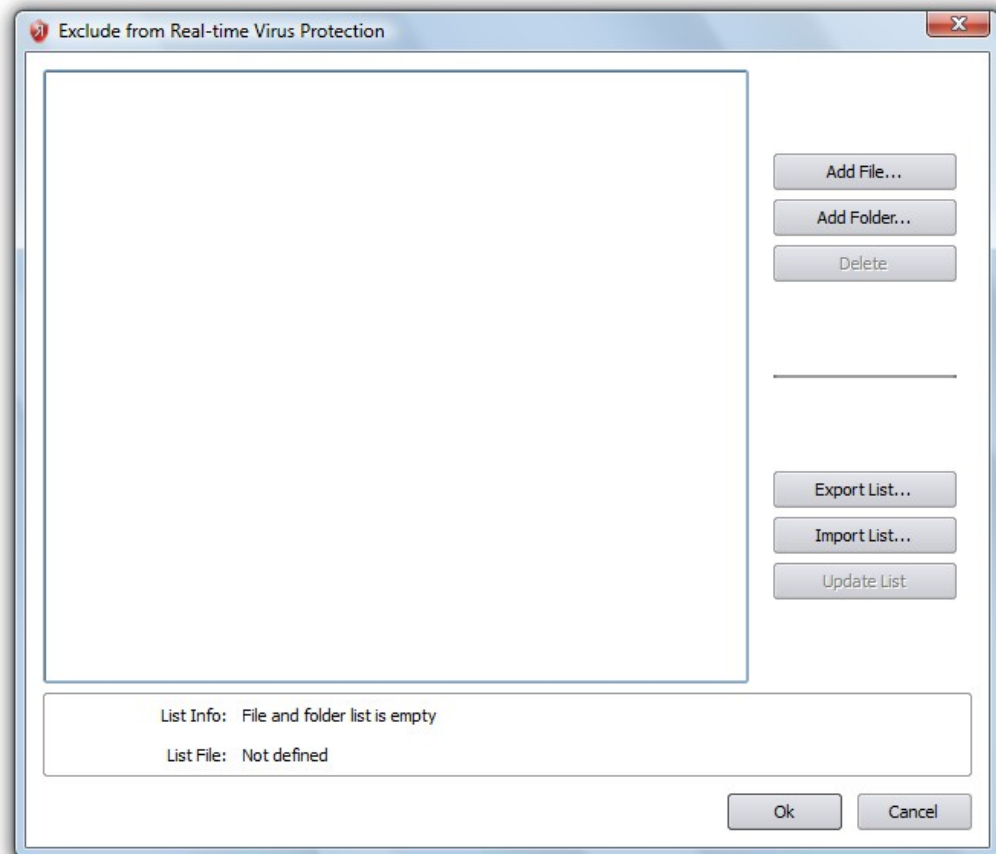 Exclude from Real-time Virus Protection
Add File...
Add Folder...
Delete
Export List...
Import List...
Update List
List Info: File and folder list is empty
List File: Not defined
Ok
Cancel